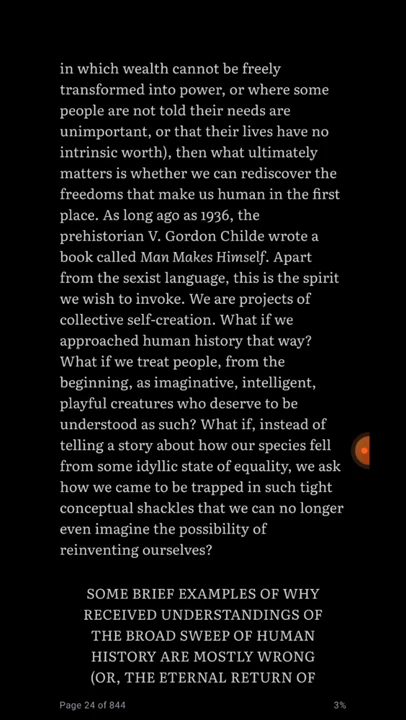 in which wealth cannot be freely
transformed into power, or where some
people are not told their needs are
unimportant, or that their lives have no
intrinsic worth), then what ultimately
matters is whether we can rediscover the
freedoms that make us human in the first
place. As long ago as 1936, the
prehistorian V. Gordon Childe wrote a
book called Man Makes Himself. Apart
from the sexist language, this is the spirit
we wish to invoke. We are projects of
collective self-creation. What if we
approached human history that way?
What if we treat people, from the
beginning, as imaginative, intelligent,
playful creatures who deserve to be
understood as such? What if, instead of
telling a story about how our species fell
from some idyllic state of equality, we ask
how we came to be trapped in such tight
conceptual shackles that we can no longer
even imagine the possibility of
reinventing ourselves?
SOME BRIEF EXAMPLES OF WHY
RECEIVED UNDERSTANDINGS OF
THE BROAD SWEEP OF HUMAN
HISTORY ARE MOSTLY WRONG
(OR, THE ETERNAL RETURN OF
Page 24 of 844 3%